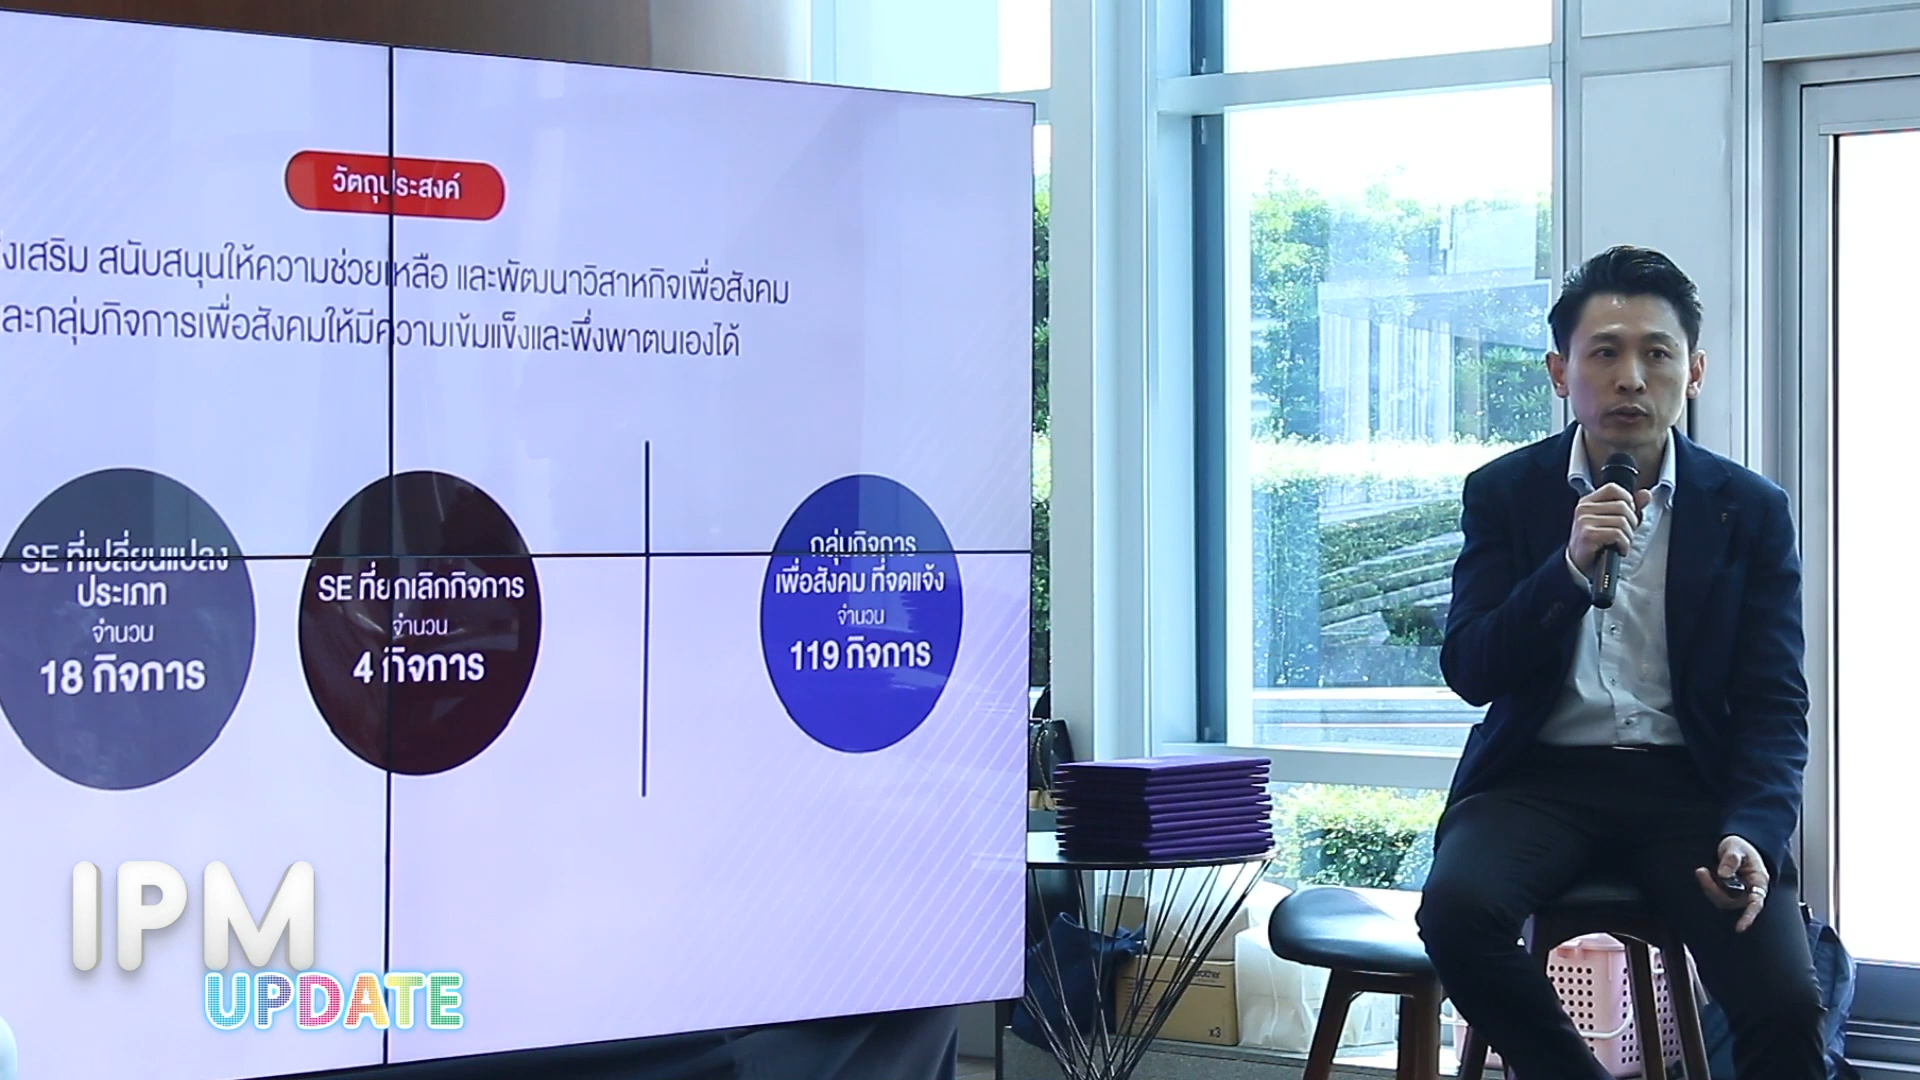 วัตถุประสงค์
เสริม สนับสนุนให้ความช่วยเหลือ และพัฒนาวิสาหกิจเพื่อสังคม
ละกลุ่มกิจการเพื่อสังคมให้มีความเข้มแข็งและพึ่งพาตนเองได้
SE ที่เปลี่ยนแปลง
ประเภท
จำนวน
18 กิจการ
SE ที่ยกเลิกกิจการ
จำนวน
4 กิจการ
กลุ่มกิจการ
เพื่อสังคม ที่จดแจ้ง
จำนวน
119 กิจการ
IPM
UPDATE
brother
x3